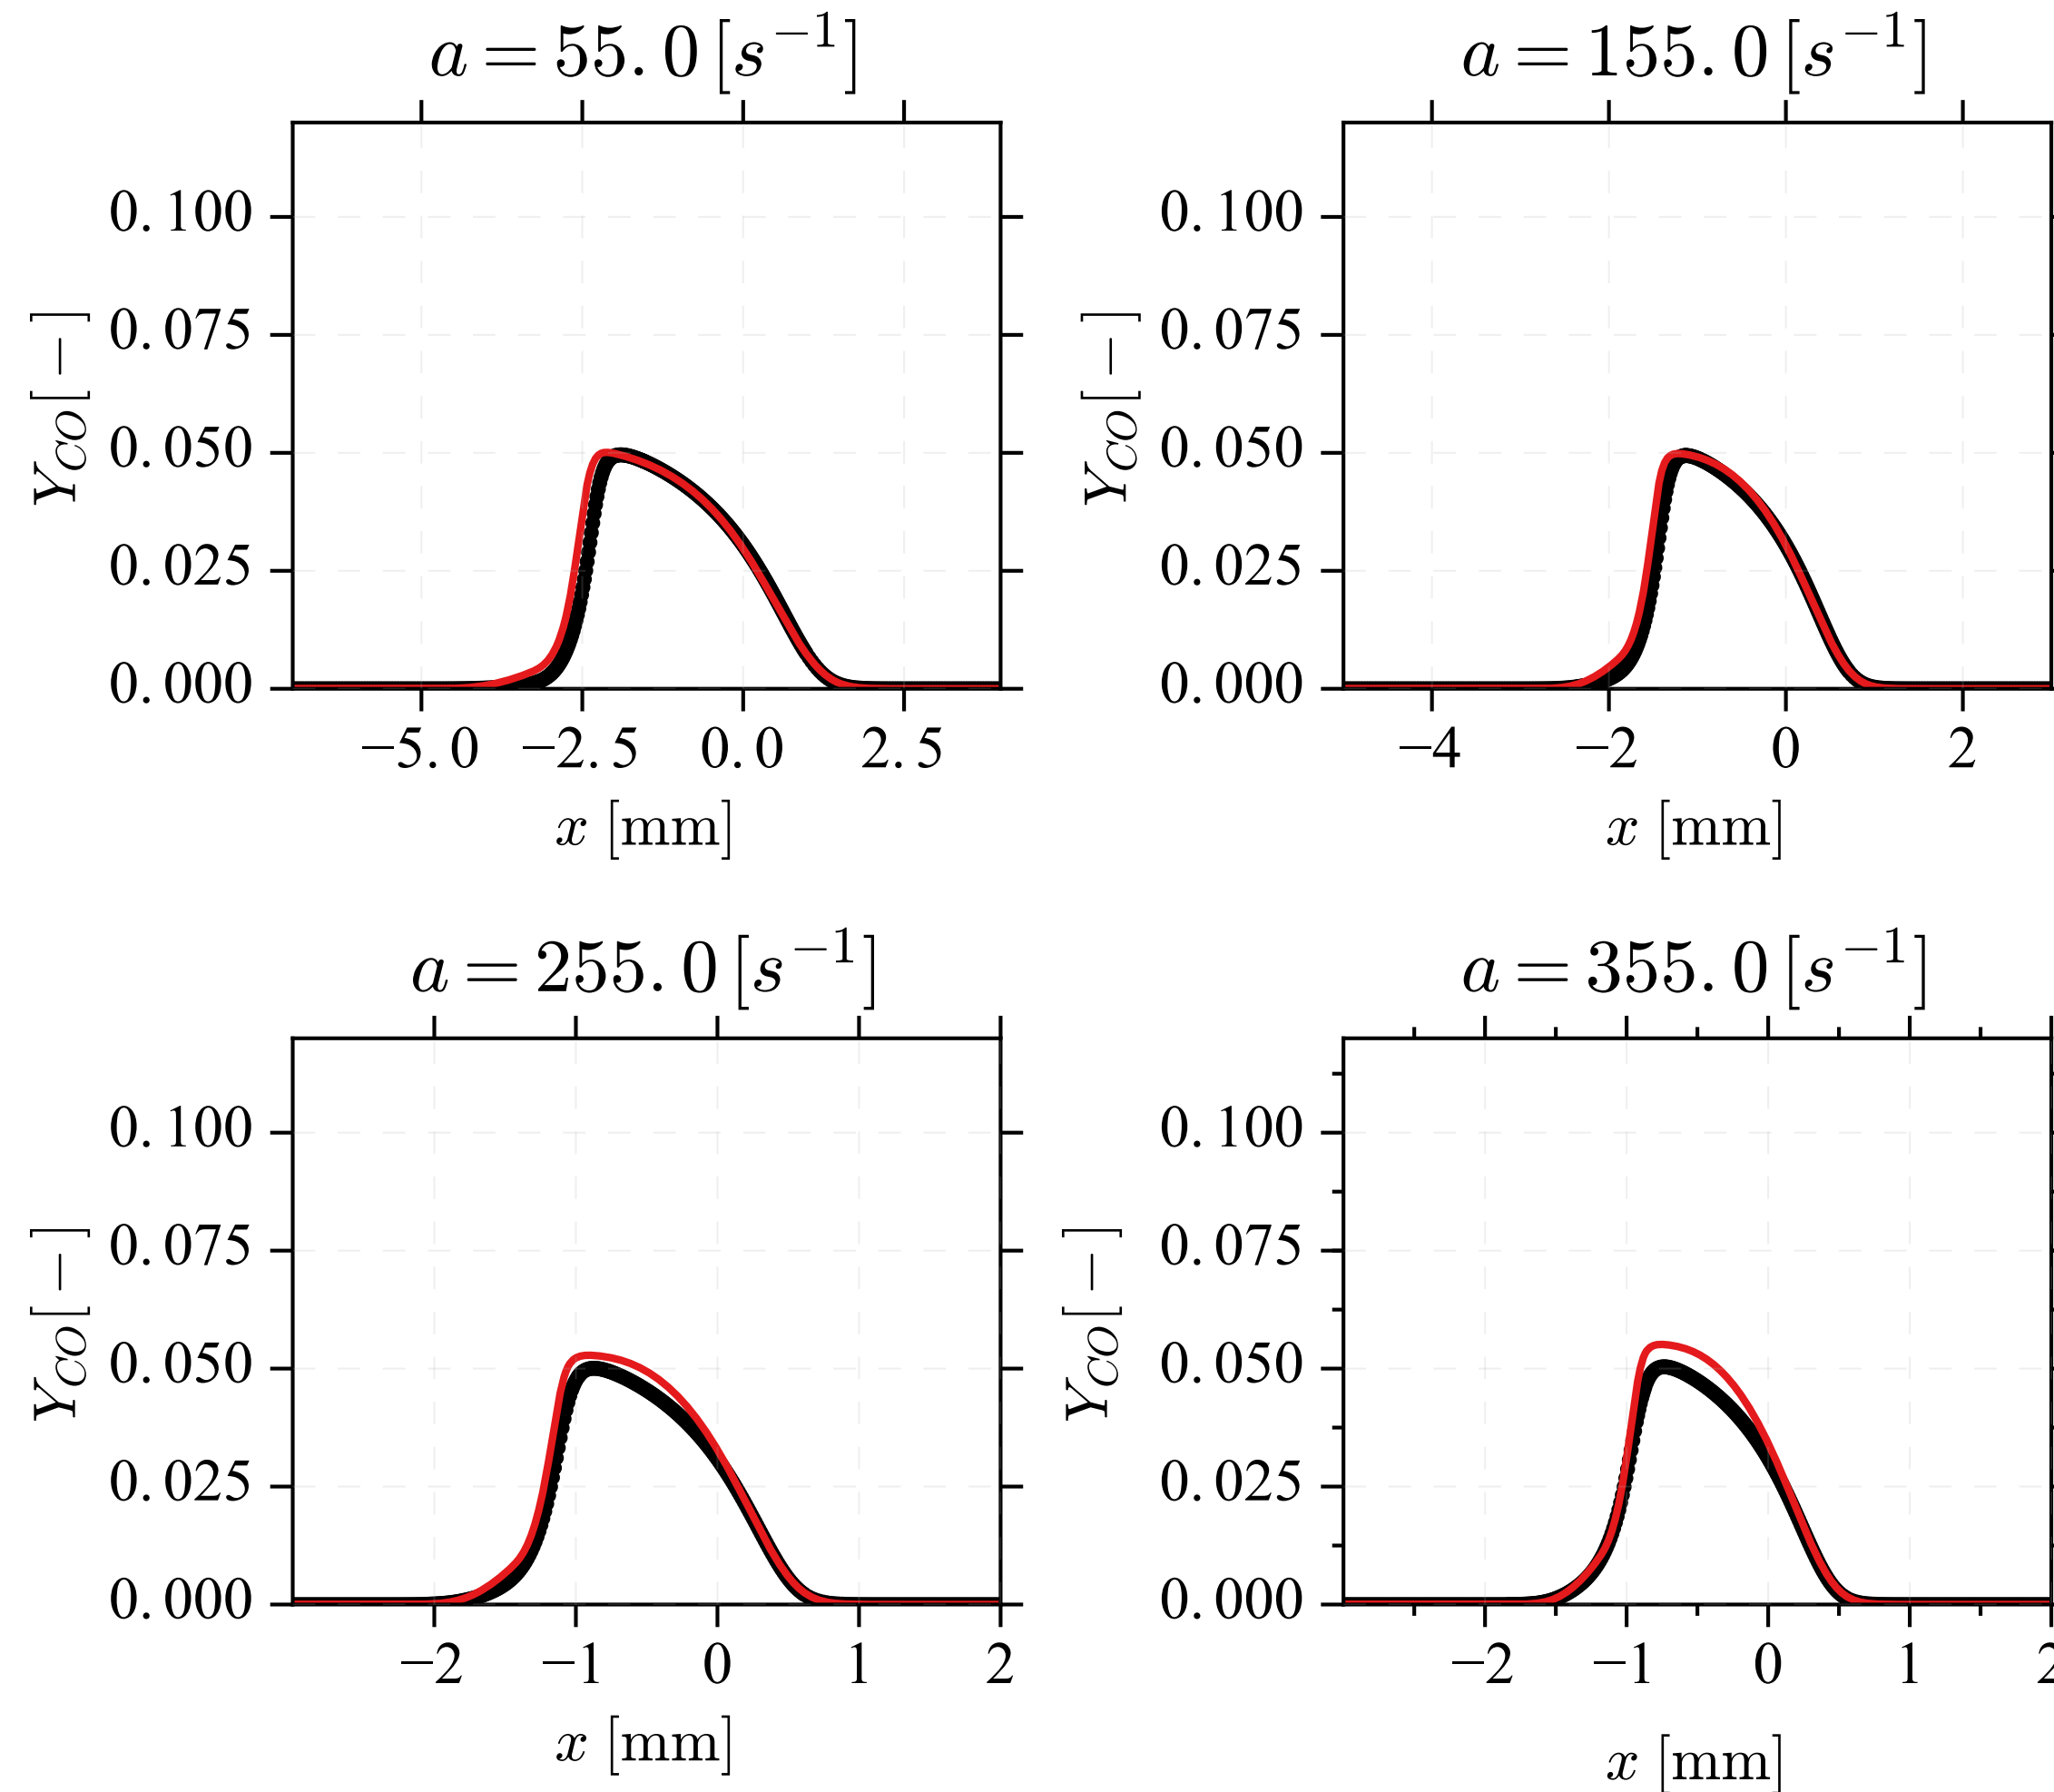 a = 55.0 [s⁻¹]
Y_CO[−]
0.100
0.075
0.050
0.025
0.000
−5.0 −2.5 0.0 2.5
x [mm]
a = 155.0 [s⁻¹]
Y_CO[−]
0.100
0.075
0.050
0.025
0.000
−4 −2 0 2
x [mm]
a = 255.0 [s⁻¹]
Y_CO[−]
0.100
0.075
0.050
0.025
0.000
−2 −1 0 1 2
x [mm]
a = 355.0 [s⁻¹]
Y_CO[−]
0.100
0.075
0.050
0.025
0.000
−2 −1 0 1 2
x [mm]